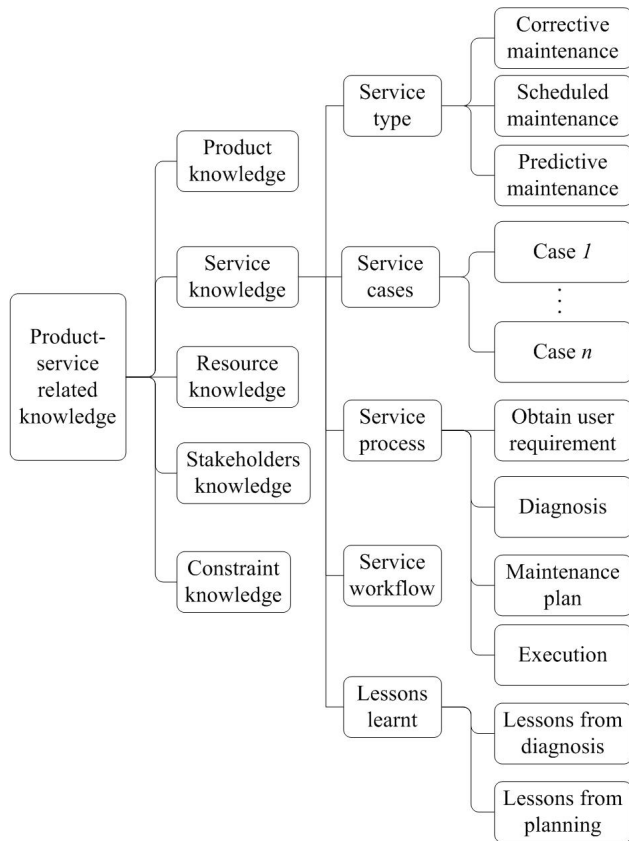 Product-
service
related
knowledge
Product
knowledge
Service
knowledge
Resource
knowledge
Stakeholders
knowledge
Constraint
knowledge
Service
type
Service
cases
Service
process
Service
workflow
Lessons
learnt
Corrective
maintenance
Scheduled
maintenance
Predictive
maintenance
Case 1
Case n
Obtain user
requirement
Diagnosis
Maintenance
plan
Execution
Lessons from
diagnosis
Lessons from
planning